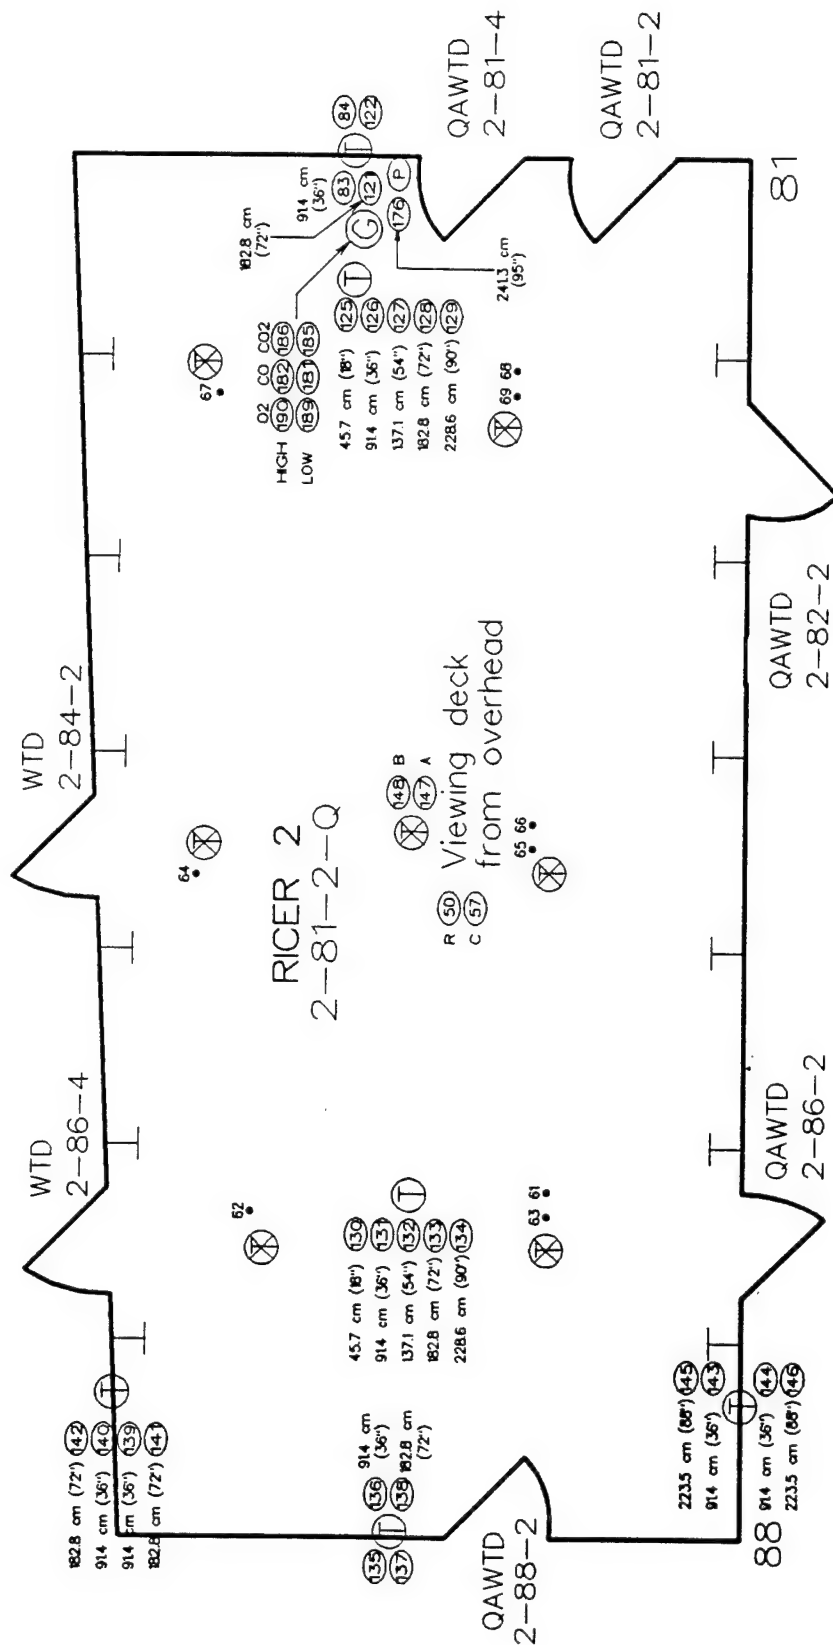 WTD
2-86-4
WTD
2-84-2
182.8 cm (72") 142
91.4 cm (36") 140
91.4 cm (36") 139
182.8 cm (72") 141
T
62
T
64
T
67
T
RICER 2
2-81-2-Q
O2 CO CO2
HIGH 190 182 186
LOW 189 181 185
182.8 cm
(72")
91.4 cm
(36")
G
83
121
T
84
122
176
P
241.3 cm
(95")
T
45.7 cm (18") 125
91.4 cm (36") 126
137.1 cm (54") 127
182.8 cm (72") 128
228.6 cm (90") 129
45.7 cm (18") 130
91.4 cm (36") 131
137.1 cm (54") 132
182.8 cm (72") 133
228.6 cm (90") 134
T
135
137
T
136
138
91.4 cm
(36")
182.8 cm
(72")
T
148 B
147 A
R 50
C 57
Viewing deck
from overhead
63 61
T
65 66
T
69 68
T
QAWTD
2-88-2
QAWTD
2-81-4
QAWTD
2-81-2
223.5 cm (88") 145
91.4 cm (36") 143
T
91.4 cm (36") 144
223.5 cm (88") 146
88
QAWTD
2-86-2
QAWTD
2-82-2
81